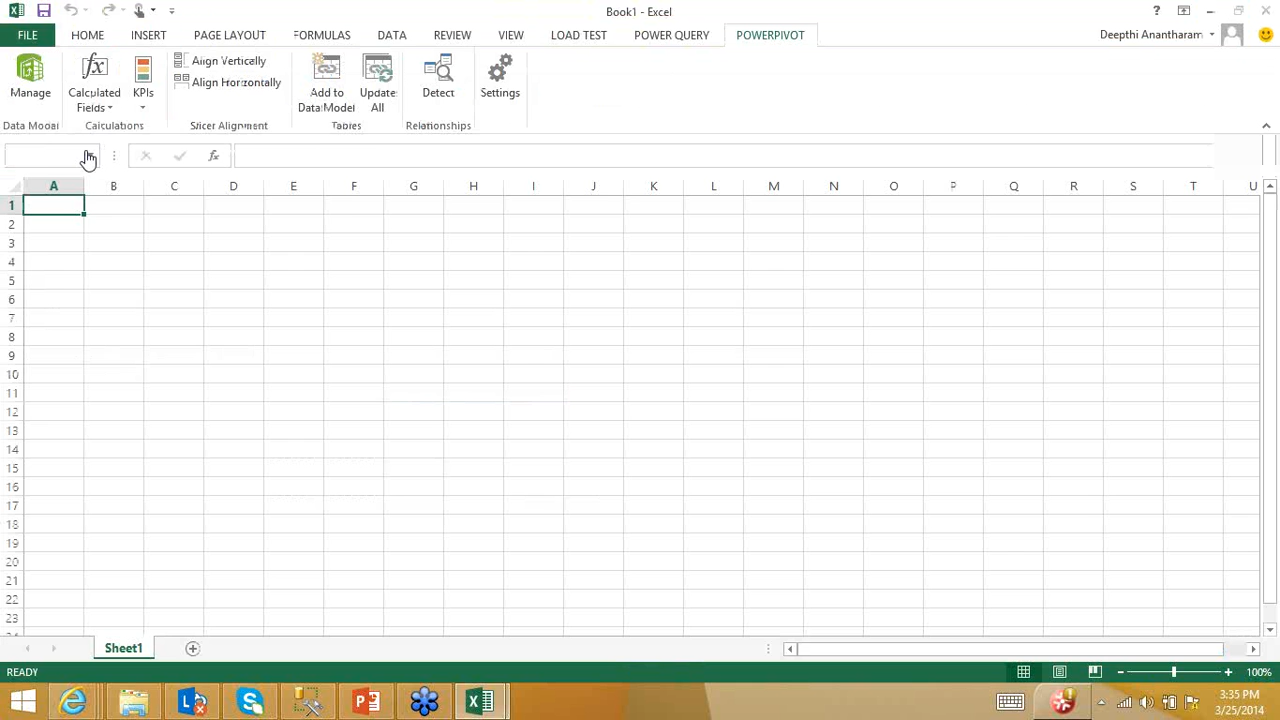 Book1 - Excel
FILE HOME INSERT PAGE LAYOUT FORMULAS DATA REVIEW VIEW LOAD TEST POWER QUERY POWERPIVOT Deepthi Anantharam
Manage
Calculated Fields
KPIs
Align Vertically
Align Horizontally
Add to Data Model
Update All
Detect
Settings
Data Model Calculations Slicer Alignment Tables Relationships
fx
A B C D E F G H I J K L M N O P Q R S T U
1
2
3
4
5
6
7
8
9
10
11
12
13
14
15
16
17
18
19
20
21
22
23
Sheet1
READY 100%
3:35 PM
3/25/2014